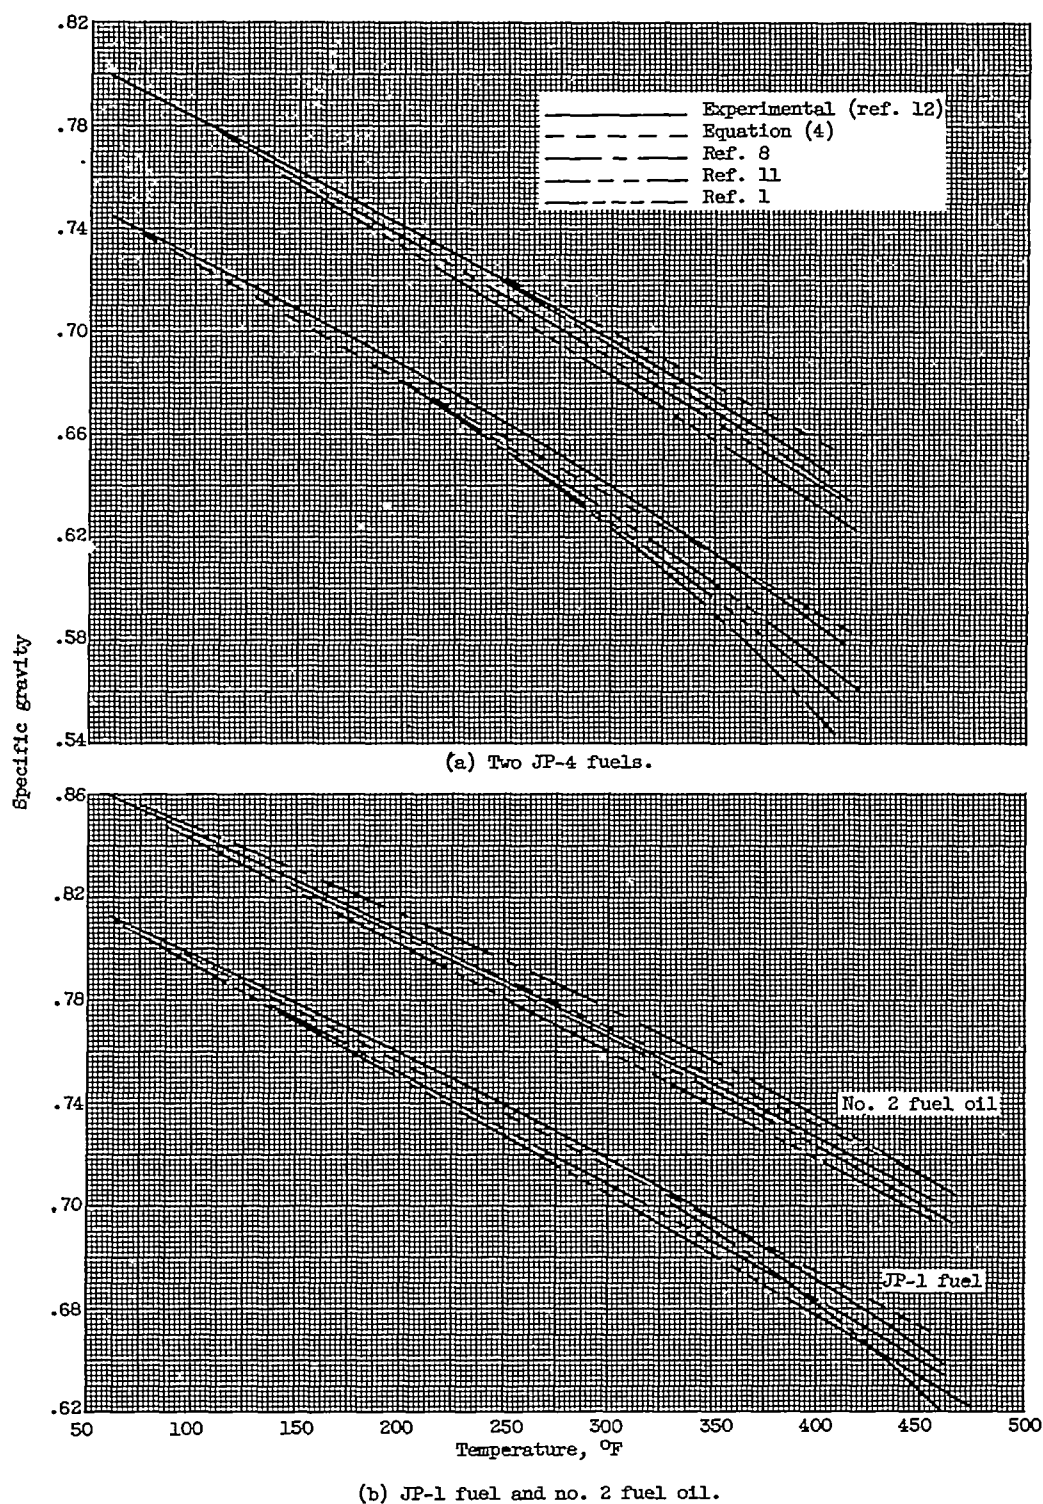 .82
.78
.74
.70
.66
.62
.58
.54
Experimental (ref. 12)
Equation (4)
Ref. 8
Ref. 11
Ref. 1
(a) Two JP-4 fuels.
Specific gravity
.86
.82
.78
.74
.70
.68
.62
No. 2 fuel oil
JP-1 fuel
50 100 150 200 250 300 350 400 450 500
Temperature, °F
(b) JP-1 fuel and no. 2 fuel oil.